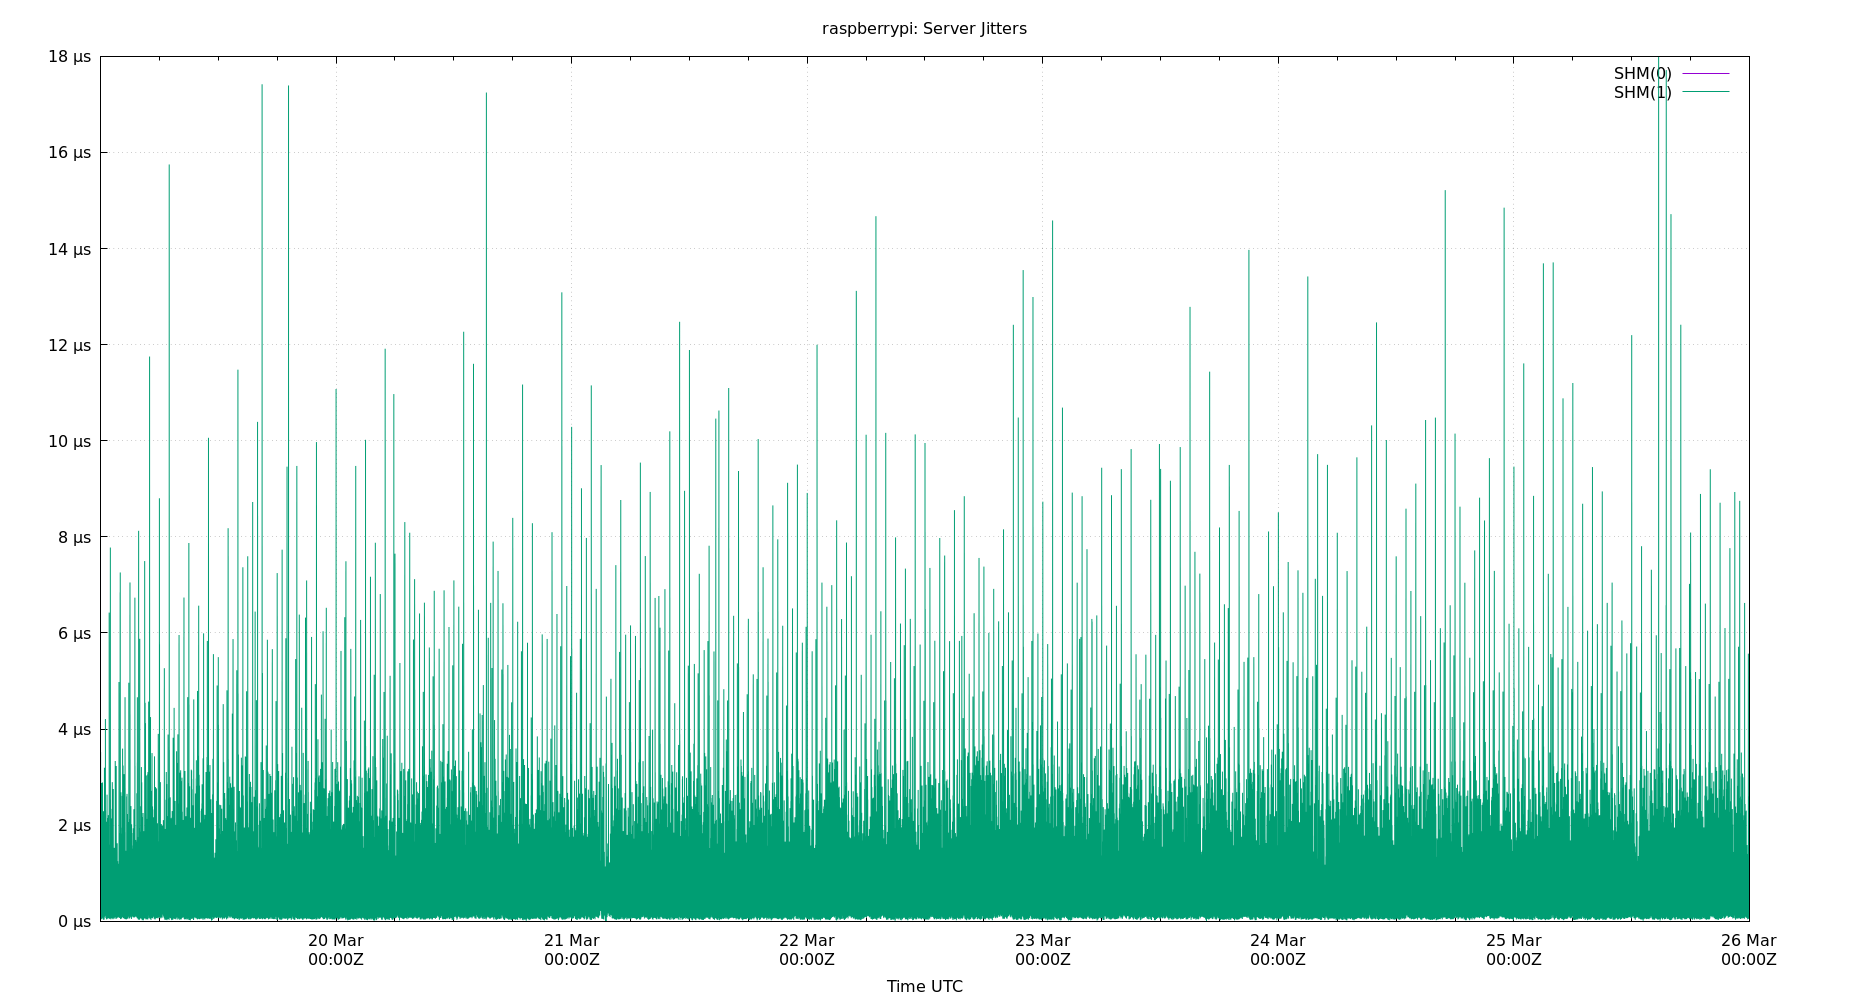 raspberrypi: Server Jitters
18 μs
16 μs
14 μs
12 μs
10 μs
8 μs
6 μs
4 μs
2 μs
0 μs
SHM(0)
SHM(1)
20 Mar 21 Mar 22 Mar 23 Mar 24 Mar 25 Mar 26 Mar
00:00Z 00:00Z 00:00Z 00:00Z 00:00Z 00:00Z 00:00Z
Time UTC